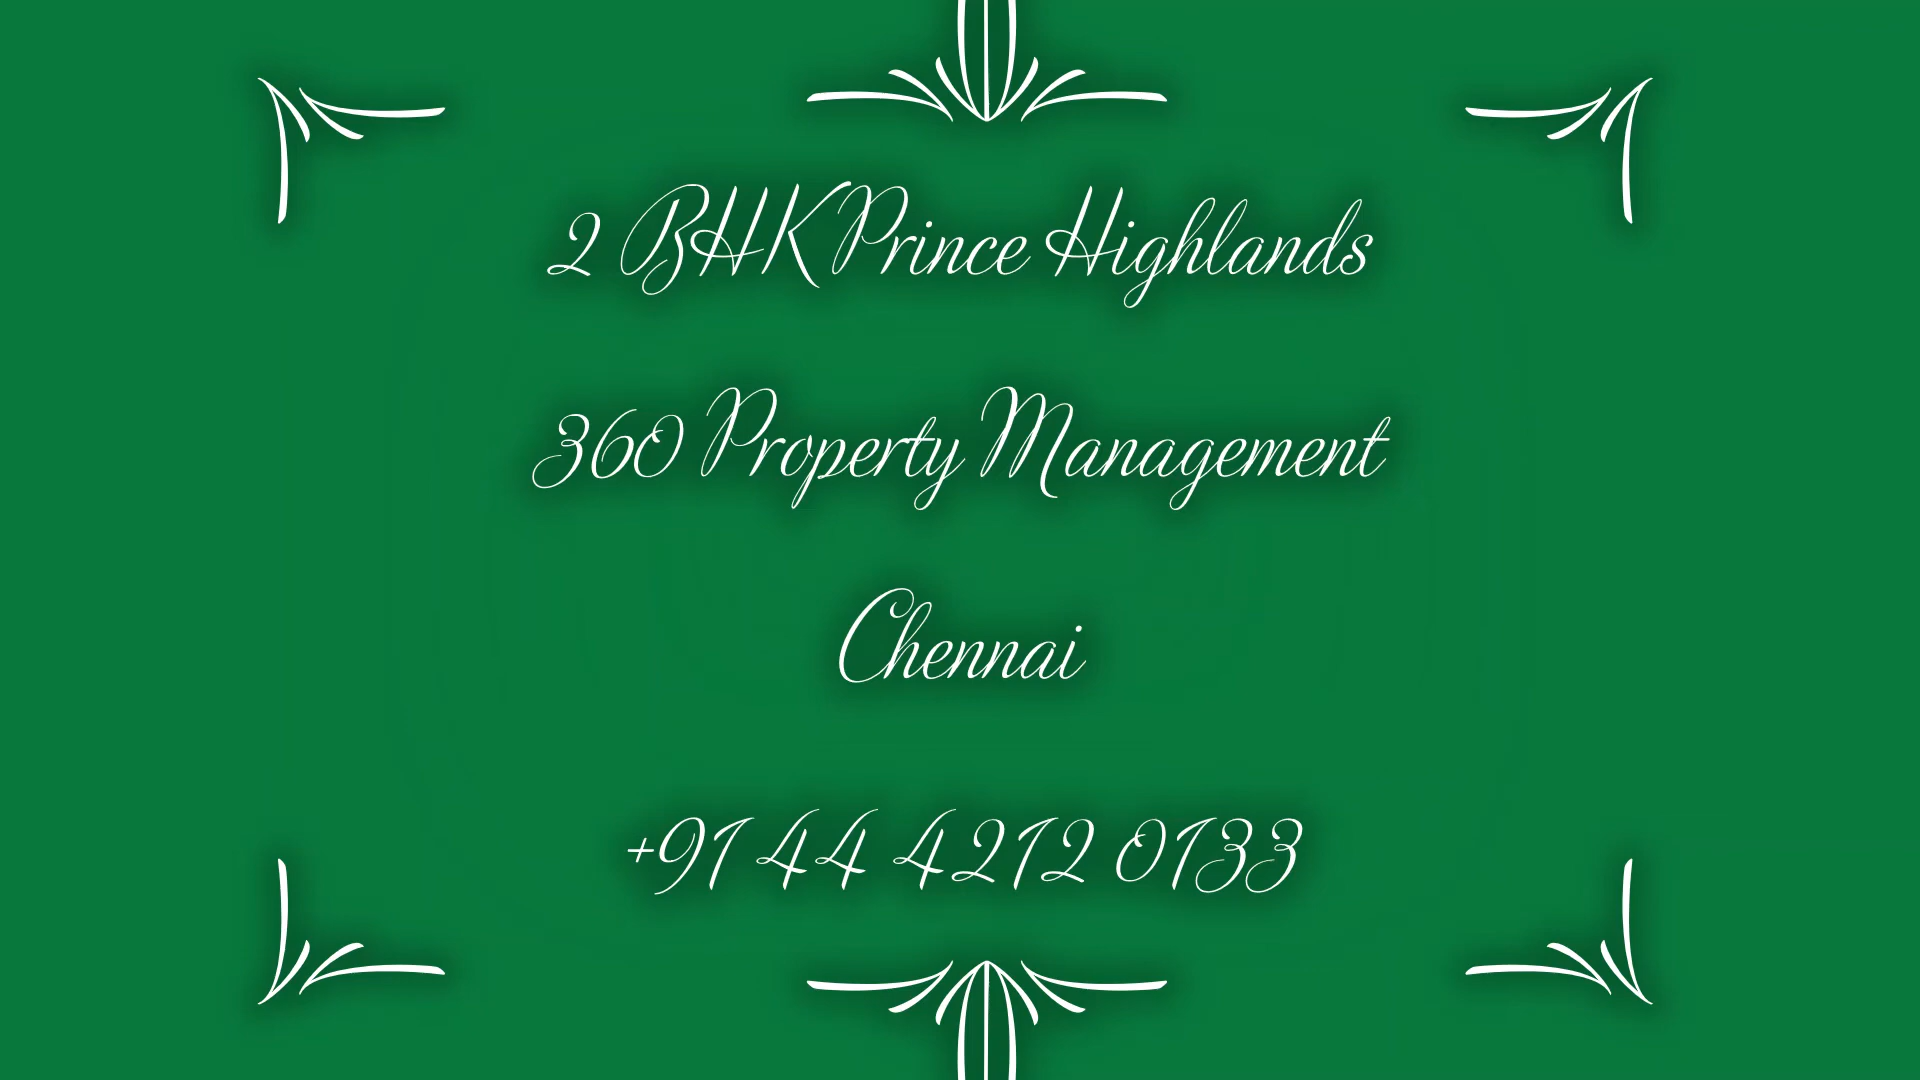 2 BHK Prince Highlands
360 Property Management
Chennai
+91 44 4212 0133